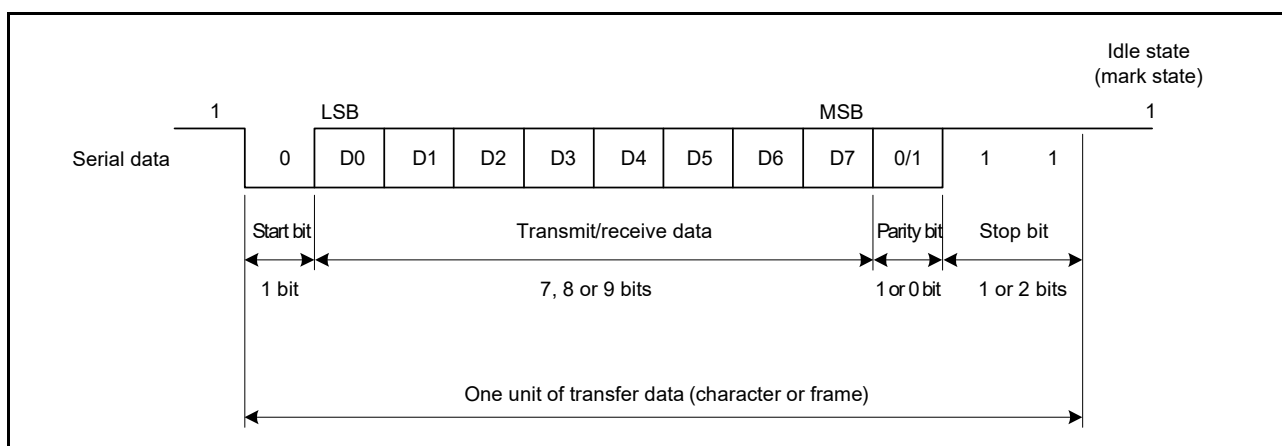 Idle state
(mark state)
1 LSB MSB 1
Serial data 0 D0 D1 D2 D3 D4 D5 D6 D7 0/1 1 1
Start bit Transmit/receive data Parity bit Stop bit
1 bit 7, 8 or 9 bits 1 or 0 bit 1 or 2 bits
One unit of transfer data (character or frame)